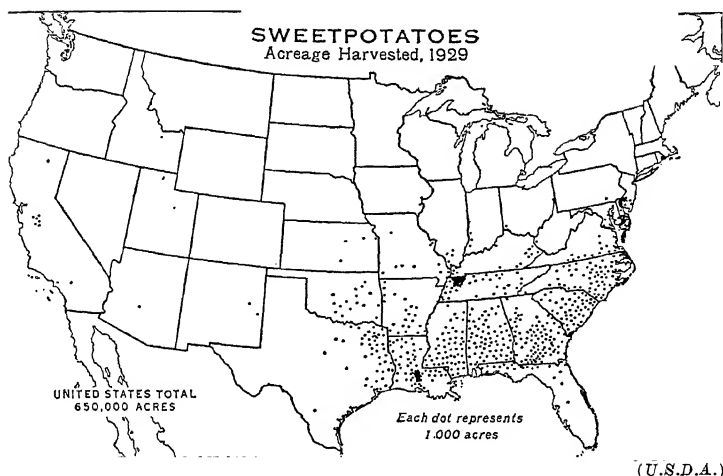 SWEETPOTATOES
Acreage Harvested, 1929
UNITED STATES TOTAL
650,000 ACRES
Each dot represents
1.000 acres
(U.S.D.A.)